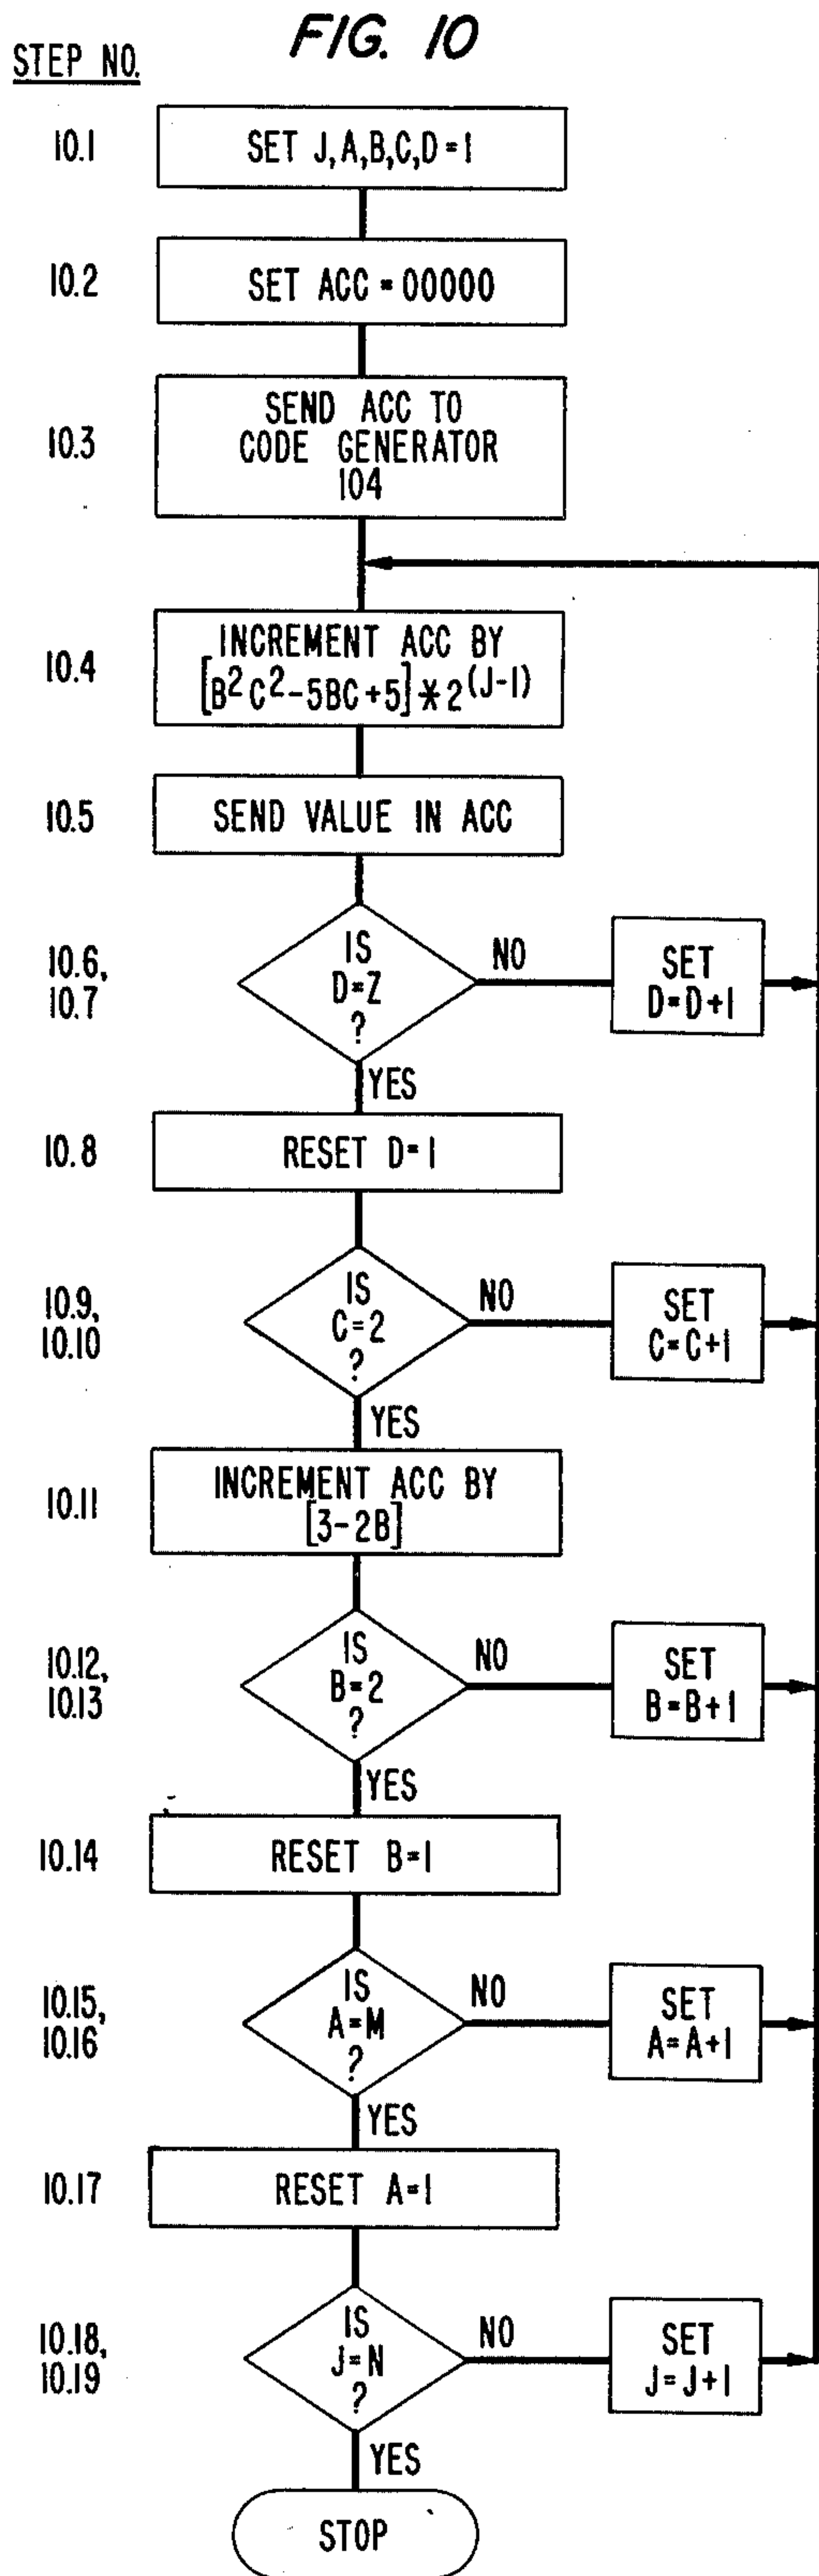 FIG. 10
STEP NO.
10.1
SET J,A,B,C,D=1
10.2
SET ACC=00000
10.3
SEND ACC TO
CODE GENERATOR
104
10.4
INCREMENT ACC BY
[B²C²-5BC+5]*2^(J-1)
10.5
SEND VALUE IN ACC
10.6,
10.7
IS
D=Z
?
NO
SET
D=D+1
YES
10.8
RESET D=1
10.9,
10.10
IS
C=2
?
NO
SET
C=C+1
YES
10.11
INCREMENT ACC BY
[3-2B]
10.12,
10.13
IS
B=2
?
NO
SET
B=B+1
YES
10.14
RESET B=1
10.15,
10.16
IS
A=M
?
NO
SET
A=A+1
YES
10.17
RESET A=1
10.18,
10.19
IS
J=N
?
NO
SET
J=J+1
YES
STOP